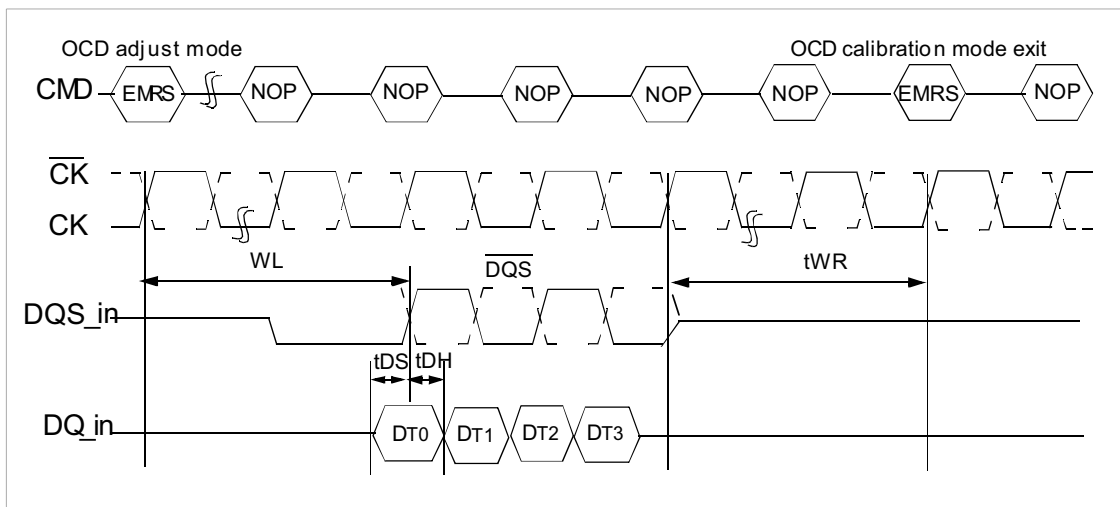 OCD adjust mode OCD calibration mode exit
CMD EMRS NOP NOP NOP NOP NOP EMRS NOP
CK
CK
WL DQS tWR
DQS_in
tDS tDH
DQ_in DT0 DT1 DT2 DT3